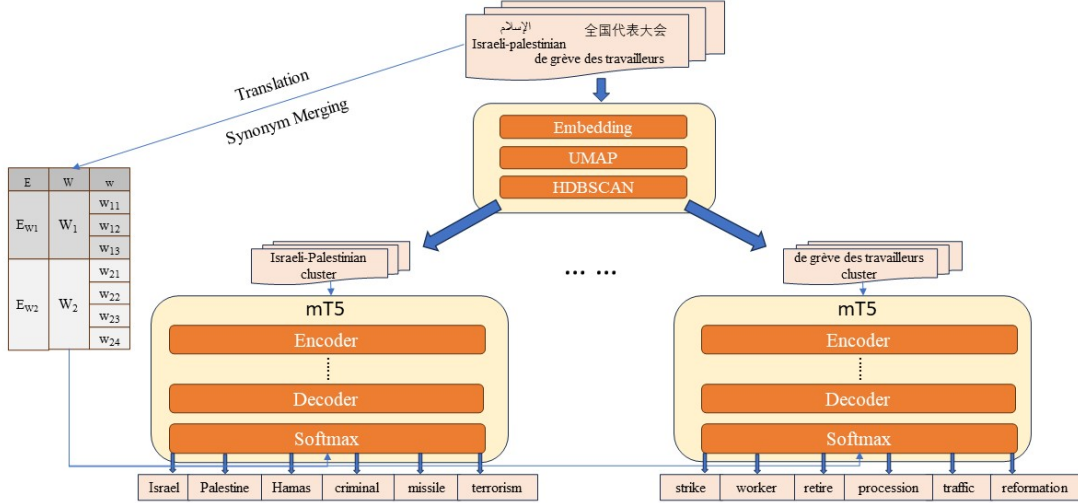 الإسلام 全国代表大会
Israeli-palestinian
de grève des travailleurs
Translation
Synonym Merging
Embedding
UMAP
HDBSCAN
E W w
E_W1 W_1 w_11
w_12
w_13
E_W2 W_2 w_21
w_22
w_23
w_24
Israeli-Palestinian
cluster
... ...
de grève des travailleurs
cluster
mT5
Encoder
Decoder
Softmax
Israel Palestine Hamas criminal missile terrorism
mT5
Encoder
Decoder
Softmax
strike worker retire procession traffic reformation